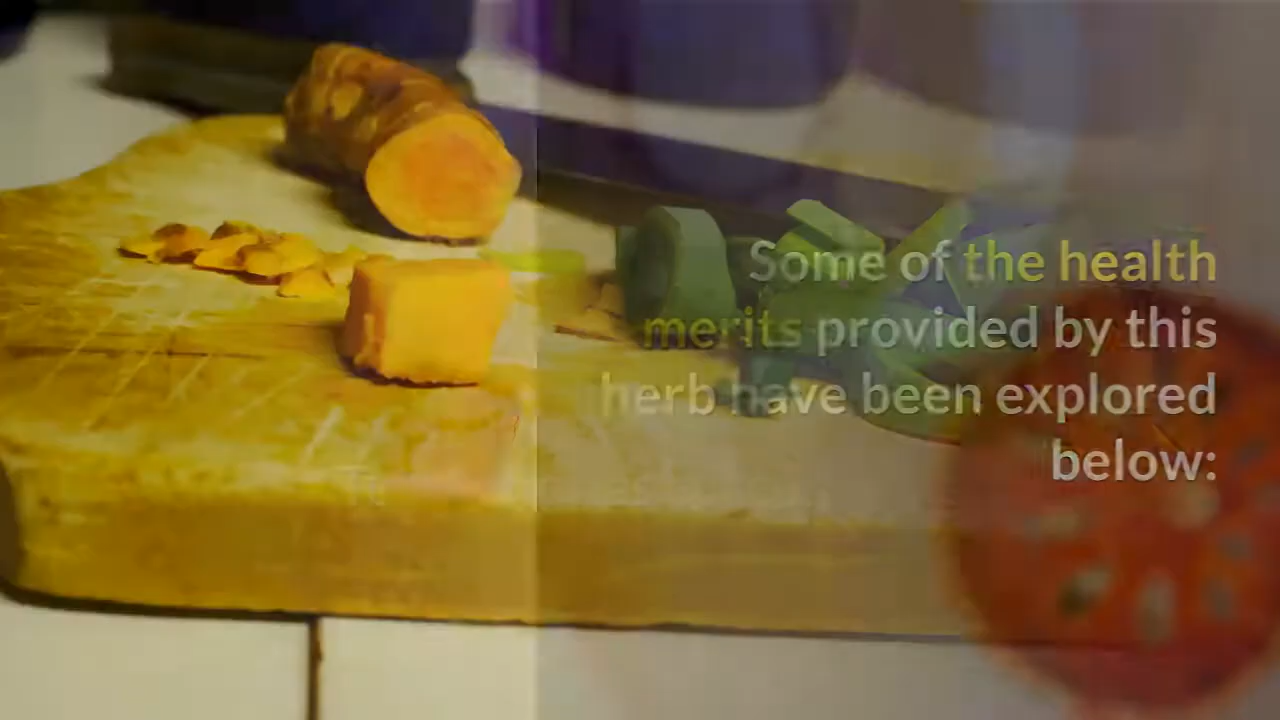 Some of the health
merits provided by this
herb have been explored
below: